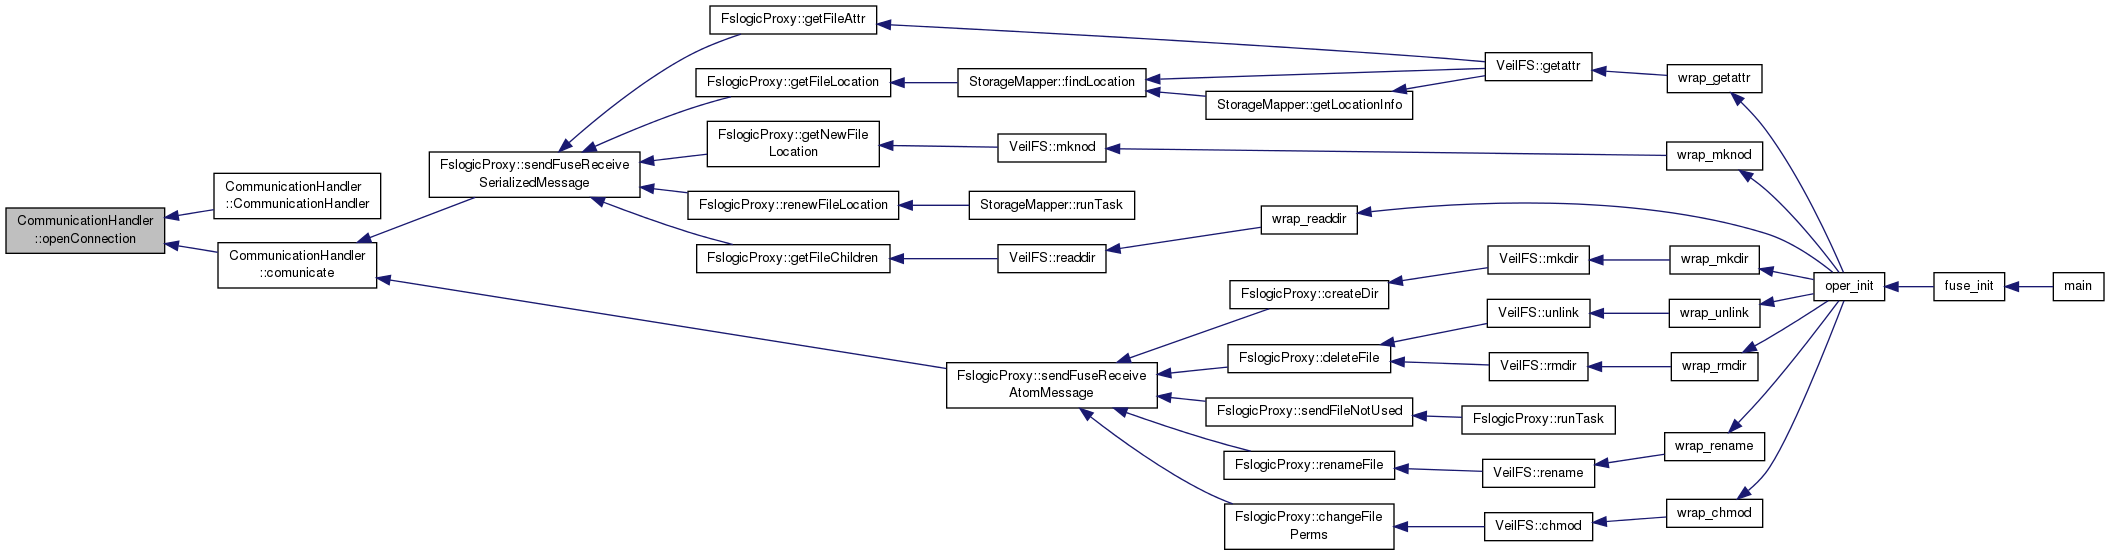 CommunicationHandler
::openConnection
CommunicationHandler
::CommunicationHandler
CommunicationHandler
::comunicate
FslogicProxy::sendFuseReceive
SerializedMessage
FslogicProxy::getFileAttr
FslogicProxy::getFileLocation
FslogicProxy::getNewFile
Location
FslogicProxy::renewFileLocation
FslogicProxy::getFileChildren
StorageMapper::findLocation
StorageMapper::getLocationInfo
VeilFS::mknod
StorageMapper::runTask
VeilFS::readdir
wrap_readdir
VeilFS::getattr
wrap_getattr
wrap_mknod
FslogicProxy::sendFuseReceive
AtomMessage
FslogicProxy::createDir
FslogicProxy::deleteFile
FslogicProxy::sendFileNotUsed
FslogicProxy::renameFile
FslogicProxy::changeFile
Perms
VeilFS::mkdir
VeilFS::unlink
VeilFS::rmdir
FslogicProxy::runTask
VeilFS::rename
VeilFS::chmod
wrap_mkdir
wrap_unlink
wrap_rmdir
wrap_rename
wrap_chmod
oper_init
fuse_init
main